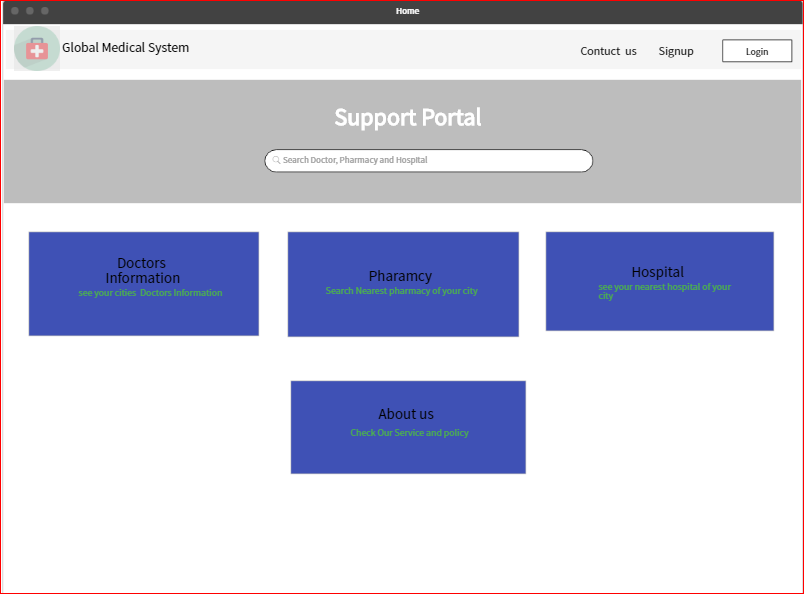 Home
Global Medical System
Contuct us
Signup
Login
Support Portal
Search Doctor, Pharmacy and Hospital
Doctors
Information
see your cities Doctors Information
Pharamcy
Search Nearest pharmacy of your city
Hospital
see your nearest hospital of your
city
About us
Check Our Service and policy